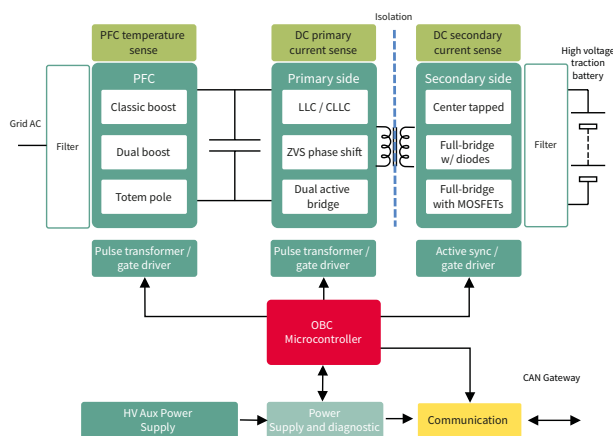 Isolation
PFC temperature
sense
DC primary
current sense
DC secondary
current sense
High voltage
traction
battery
PFC
Primary side
Secondary side
Classic boost
LLC / CLLC
Center tapped
Grid AC
Filter
Dual boost
ZVS phase shift
Full-bridge
w/ diodes
Filter
Totem pole
Dual active
bridge
Full-bridge
with MOSFETs
Pulse transformer /
gate driver
Pulse transformer /
gate driver
Active sync /
gate driver
OBC
Microcontroller
CAN Gateway
HV Aux Power
Supply
Power
Supply and diagnostic
Communication